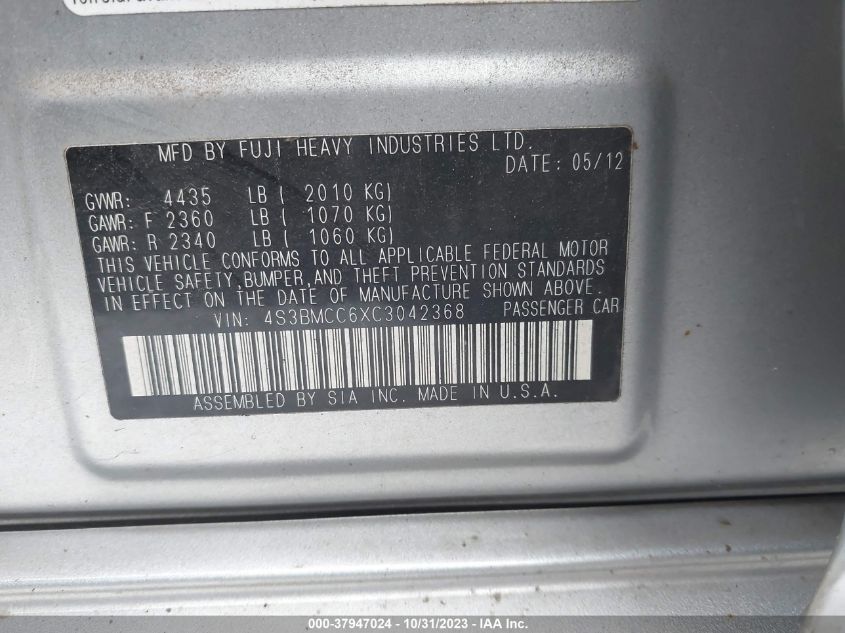 MFD BY FUJI HEAVY INDUSTRIES LTD.
DATE: 05/12
GVWR: 4435 LB ( 2010 KG)
GAWR: F 2360 LB ( 1070 KG)
GAWR: R 2340 LB ( 1060 KG)
THIS VEHICLE CONFORMS TO ALL APPLICABLE FEDERAL MOTOR
VEHICLE SAFETY,BUMPER,AND THEFT PREVENTION STANDARDS
IN EFFECT ON THE DATE OF MANUFACTURE SHOWN ABOVE.
VIN: 4S3BMCC6XC3042368 PASSENGER CAR
ASSEMBLED BY SIA INC. MADE IN U.S.A.
000-37947024 - 10/31/2023 - IAA Inc.